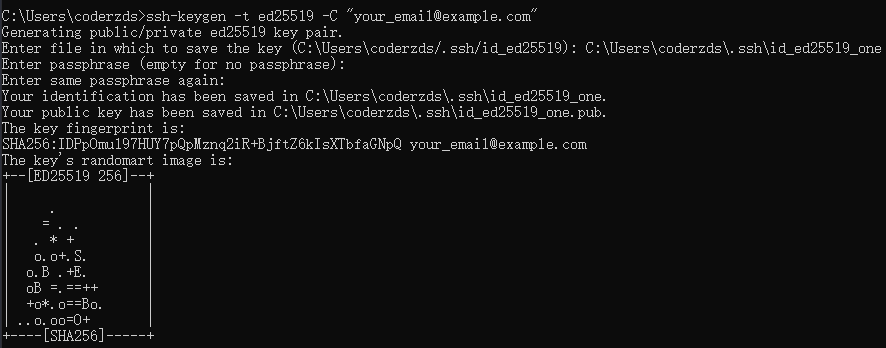 C:\Users\coderzds>ssh-keygen -t ed25519 -C "your_email@example.com"
Generating public/private ed25519 key pair.
Enter file in which to save the key (C:\Users\coderzds/.ssh/id_ed25519): C:\Users\coderzds\.ssh\id_ed25519_one
Enter passphrase (empty for no passphrase):
Enter same passphrase again:
Your identification has been saved in C:\Users\coderzds\.ssh\id_ed25519_one.
Your public key has been saved in C:\Users\coderzds\.ssh\id_ed25519_one.pub.
The key fingerprint is:
SHA256:IDPpOmu197HUY7pQpMznq2iR+BjftZ6kIsXTbfaGNpQ your_email@example.com
The key's randomart image is:
+--[ED25519 256]--+
|                 |
|     .           |
|    = . .        |
|   . * +         |
|   o.o+.S.       |
|  o.B .+E.       |
|  oB =.==++      |
|  +o*.o==Bo.     |
| ..o.oo=O+       |
+----[SHA256]-----+